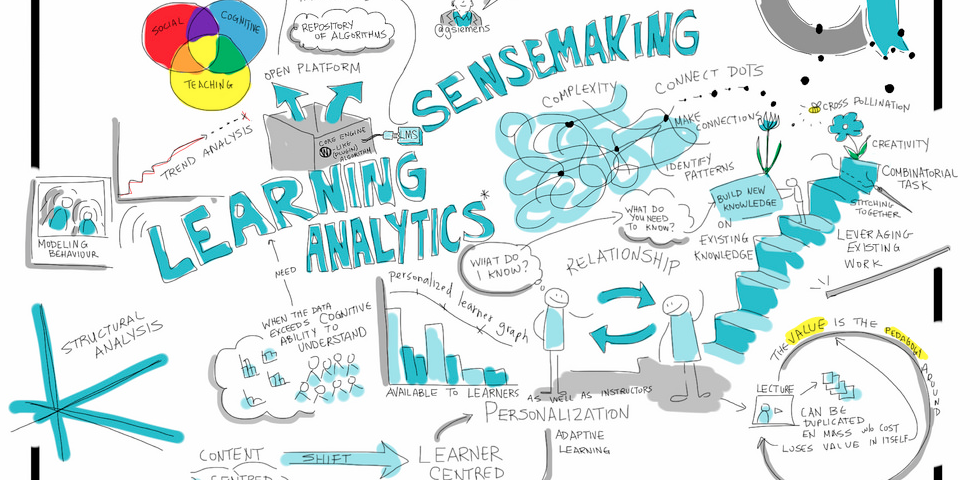 SOCIAL
COGNITIVE
TEACHING
REPOSITORY
OF ALGORITHMS
@gsiemens
OPEN PLATFORM
CORE ENGINE
LIKE
(PLUGIN)
ALGORITHM
LMS
SENSEMAKING
COMPLEXITY
CONNECT DOTS
MAKE
CONNECTIONS
IDENTIFY
PATTERNS
CROSS POLLINATION
CREATIVITY
COMBINATORIAL
TASK
STITCHING
TOGETHER
LEVERAGING
EXISTING
WORK
TREND ANALYSIS
MODELING
BEHAVIOUR
LEARNING
ANALYTICS*
NEED
WHEN THE DATA
EXCEEDS COGNITIVE
ABILITY TO
UNDERSTAND
STRUCTURAL
ANALYSIS
personalized learner graph
AVAILABLE TO LEARNERS
AS WELL AS INSTRUCTORS
WHAT DO
I KNOW?
WHAT DO
YOU NEED
TO KNOW?
BUILD NEW
KNOWLEDGE
ON
EXISTING
KNOWLEDGE
RELATIONSHIP
PERSONALIZATION
ADAPTIVE
LEARNING
CONTENT
CENTRED
SHIFT
LEARNER
CENTRED
THE VALUE IS THE PEDAGOGY AROUND
LECTURE
CAN BE
DUPLICATED
EN MASS w/o COST
LOSES VALUE IN ITSELF